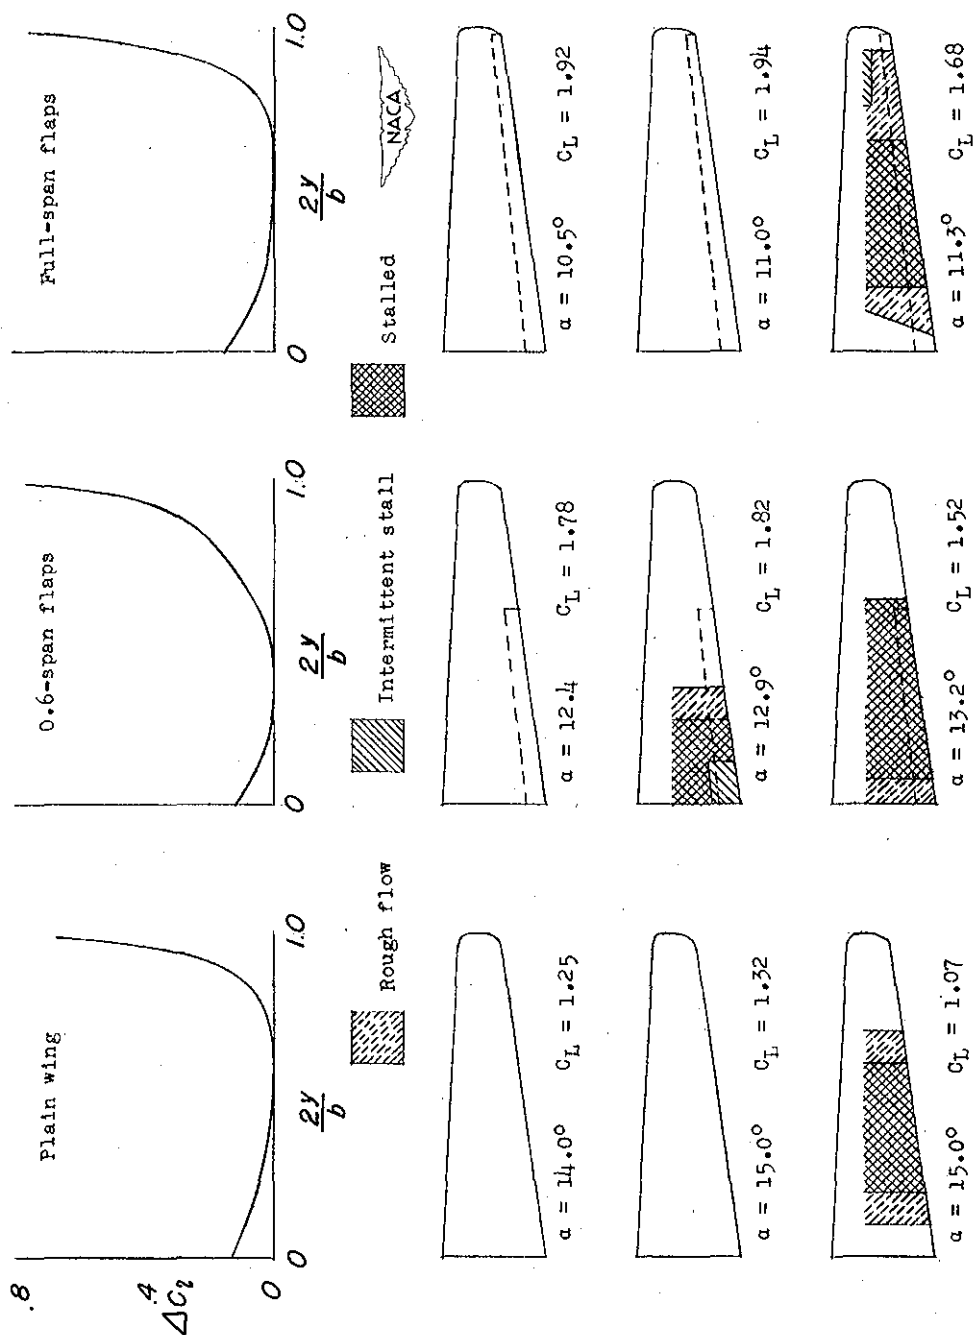 Plain wing
0.6-span flaps
Full-span flaps
.8
.4
0
ΔC_l
0
2y/b
1.0
0
2y/b
1.0
0
2y/b
1.0
Rough flow
Intermittent stall
Stalled
NACA
α = 14.0° C_L = 1.25
α = 12.4 C_L = 1.78
α = 10.5° C_L = 1.92
α = 15.0° C_L = 1.32
α = 12.9° C_L = 1.82
α = 11.0° C_L = 1.94
α = 15.0° C_L = 1.07
α = 13.2° C_L = 1.52
α = 11.3° C_L = 1.68